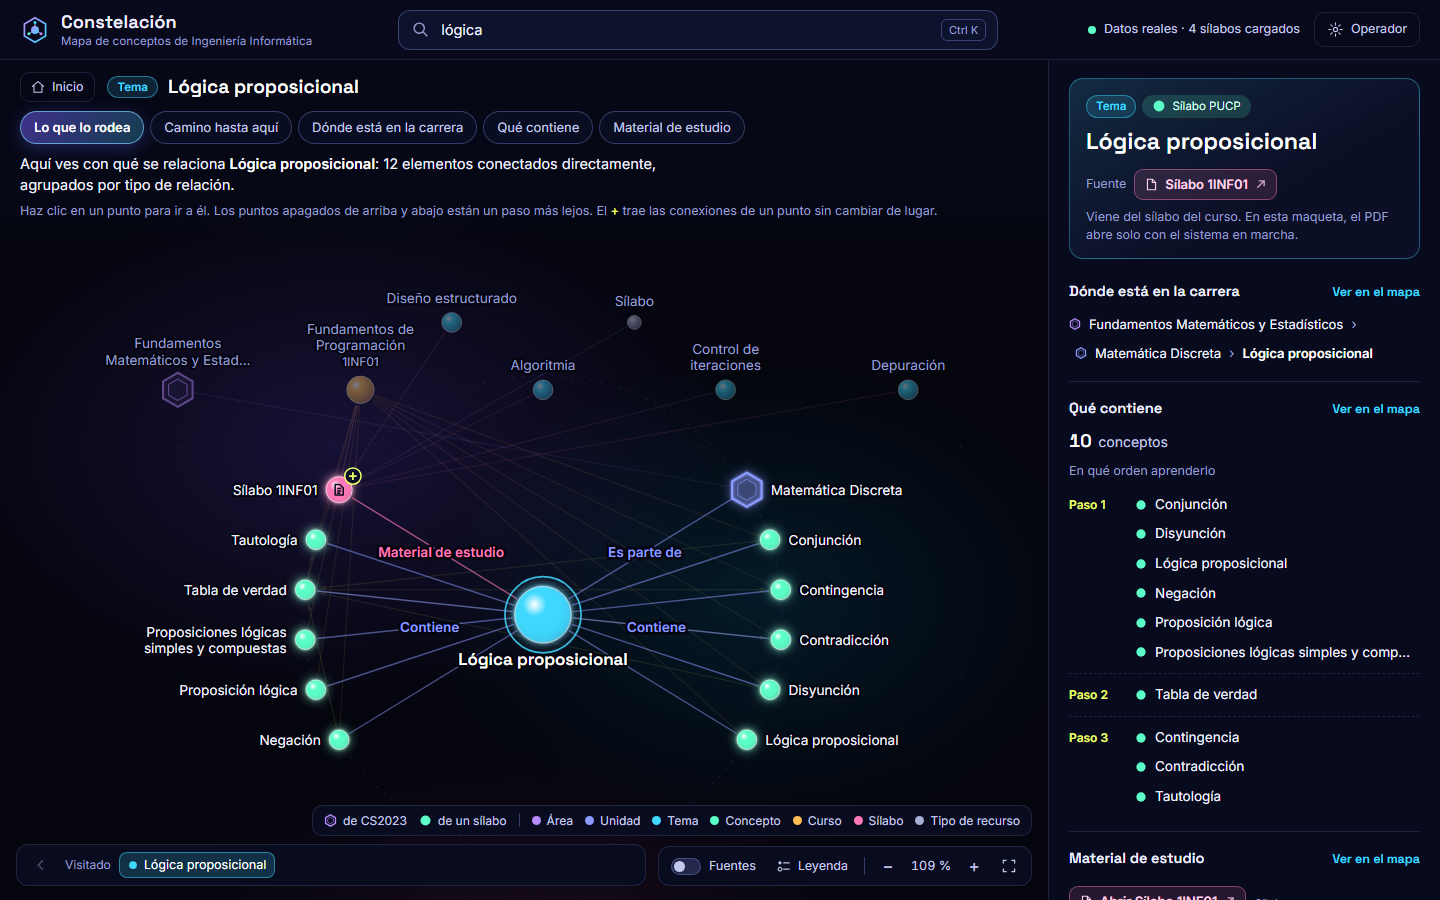 Constelación
Mapa de conceptos de Ingeniería Informática
lógica
Ctrl K
Datos reales · 4 sílabos cargados
Operador
Inicio
Tema
Lógica proposicional
Lo que lo rodea
Camino hasta aquí
Dónde está en la carrera
Qué contiene
Material de estudio
Aquí ves con qué se relaciona Lógica proposicional: 12 elementos conectados directamente,
agrupados por tipo de relación.
Haz clic en un punto para ir a él. Los puntos apagados de arriba y abajo están un paso más lejos. El + trae las conexiones de un punto sin cambiar de lugar.
Diseño estructurado
Sílabo
Fundamentos
Matemáticos y Estad...
Fundamentos de
Programación
1INF01
Algoritmia
Control de
iteraciones
Depuración
Sílabo 1INF01
Matemática Discreta
Tautología
Material de estudio
Es parte de
Conjunción
Tabla de verdad
Contingencia
Proposiciones lógicas
simples y compuestas
Contiene
Contiene
Contradicción
Lógica proposicional
Proposición lógica
Disyunción
Negación
Lógica proposicional
de CS2023
de un sílabo
Área
Unidad
Tema
Concepto
Curso
Sílabo
Tipo de recurso
Visitado
Lógica proposicional
Fuentes
Leyenda
− 109 % +
Tema
Sílabo PUCP
Lógica proposicional
Fuente
Sílabo 1INF01 ↗
Viene del sílabo del curso. En esta maqueta, el PDF
abre solo con el sistema en marcha.
Dónde está en la carrera
Ver en el mapa
Fundamentos Matemáticos y Estadísticos ›
Matemática Discreta › Lógica proposicional
Qué contiene
Ver en el mapa
10 conceptos
En qué orden aprenderlo
Paso 1
Conjunción
Disyunción
Lógica proposicional
Negación
Proposición lógica
Proposiciones lógicas simples y comp...
Paso 2
Tabla de verdad
Paso 3
Contingencia
Contradicción
Tautología
Material de estudio
Ver en el mapa
Abrir Sílabo 1INF01 ↗